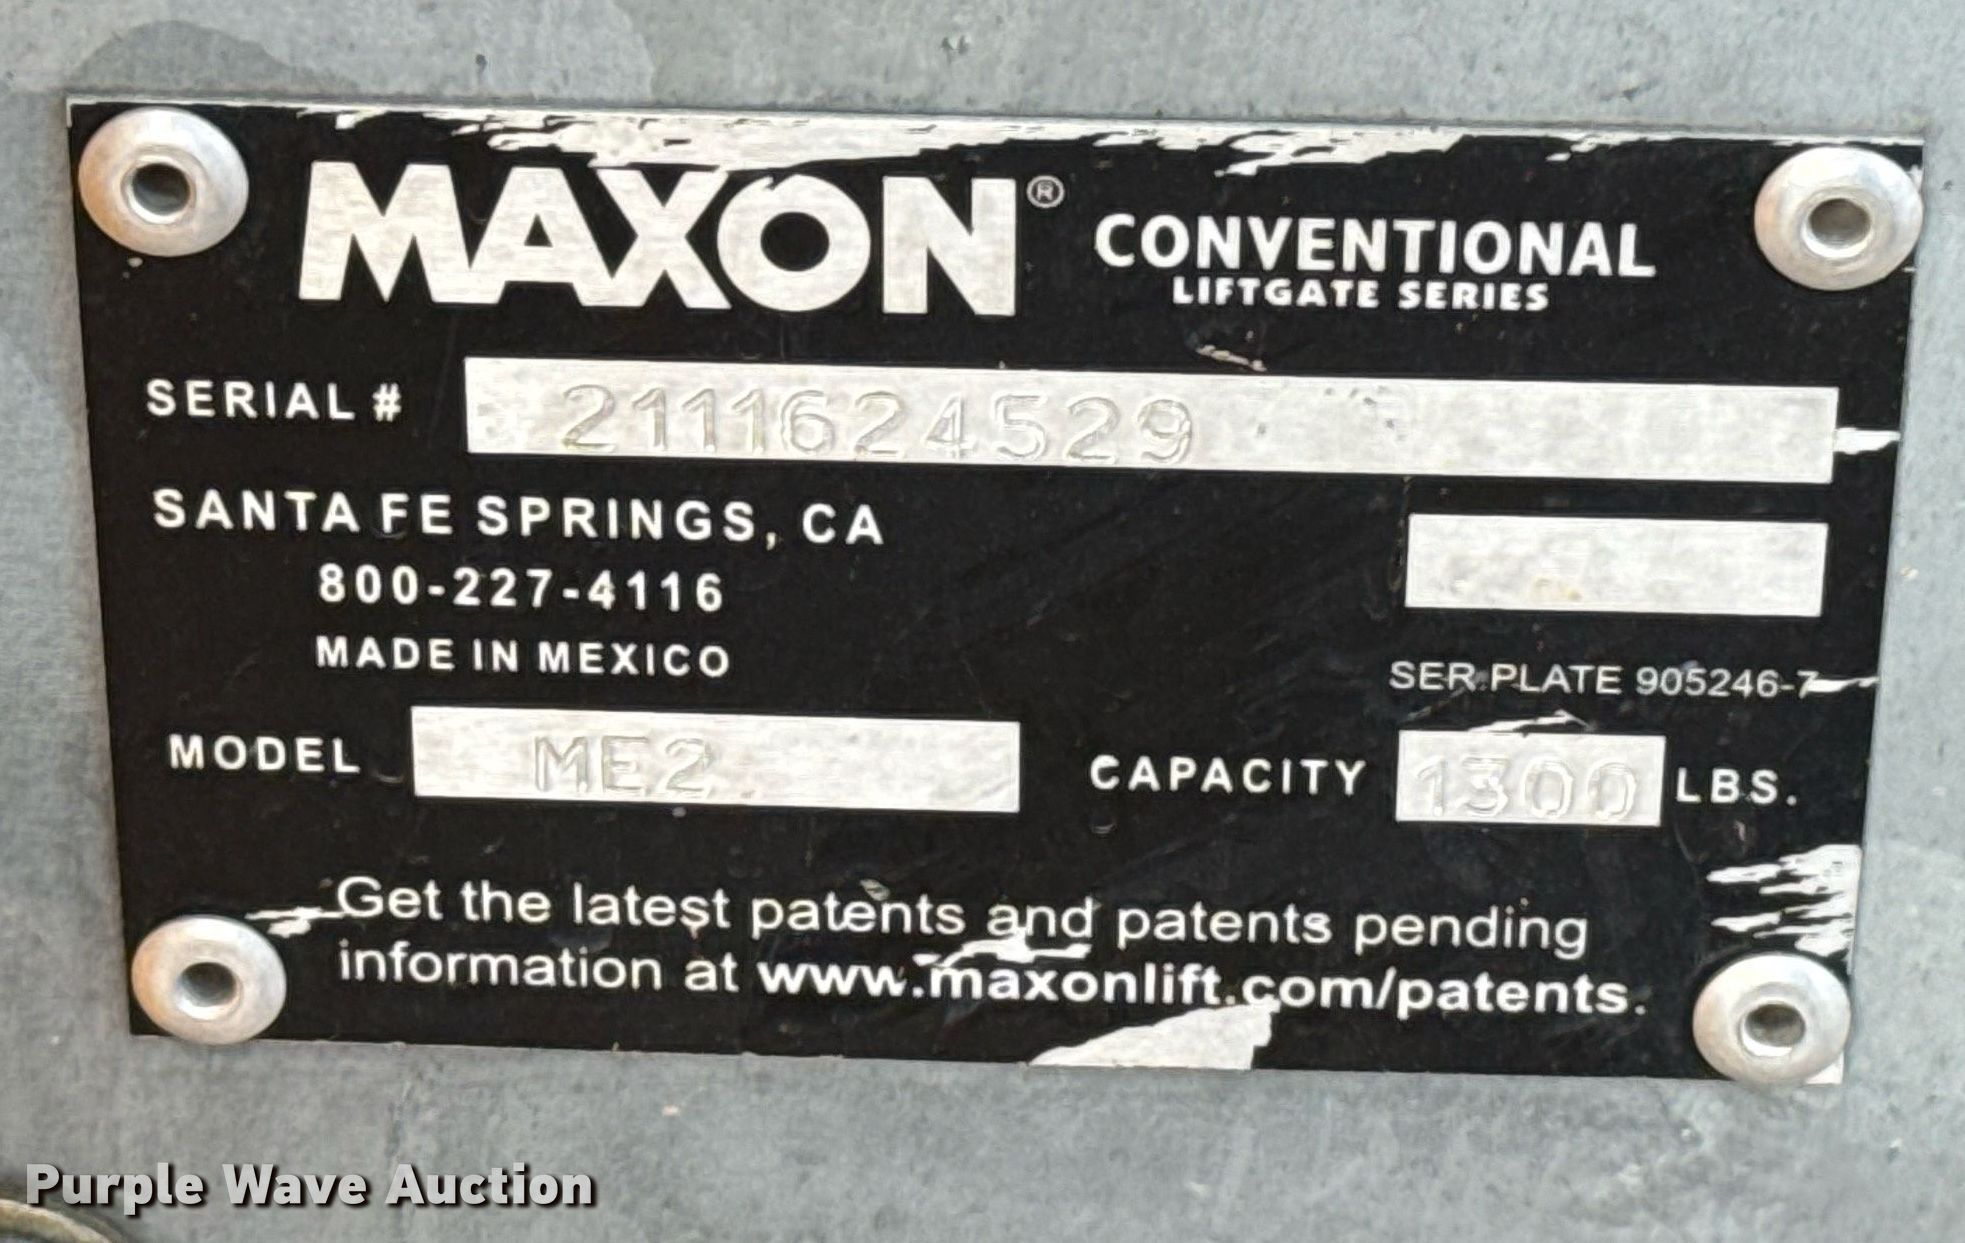 MAXON® CONVENTIONAL
LIFTGATE SERIES
SERIAL # 2111624529
SANTA FE SPRINGS, CA
800-227-4116
MADE IN MEXICO
SER. PLATE 905246-7
MODEL ME2 CAPACITY 1300 LBS.
Get the latest patents and patents pending
information at www.maxonlift.com/patents.
Purple Wave Auction